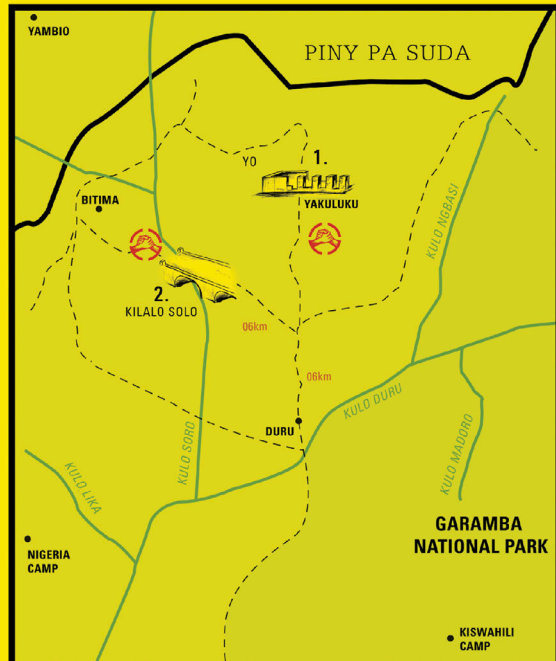 YAMBIO
PINY PA SUDA
YO
1.
YAKULUKU
BITIMA
KULO NGBASI
2.
KILALO SOLO
06km
06km
KULO DURU
DURU
KULO SORO
KULO MADORO
KULO LIKA
GARAMBA
NATIONAL PARK
NIGERIA
CAMP
KISWAHILI
CAMP